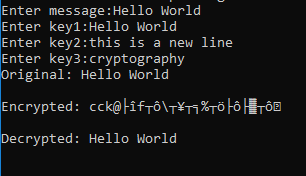 Enter message:Hello World
Enter key1:Hello World
Enter key2:this is a new line
Enter key3:cryptography
Original: Hello World
Encrypted: cck@├îf┬ô\┬¥┬┐%┬ö├ô├▓┬ô
Decrypted: Hello World